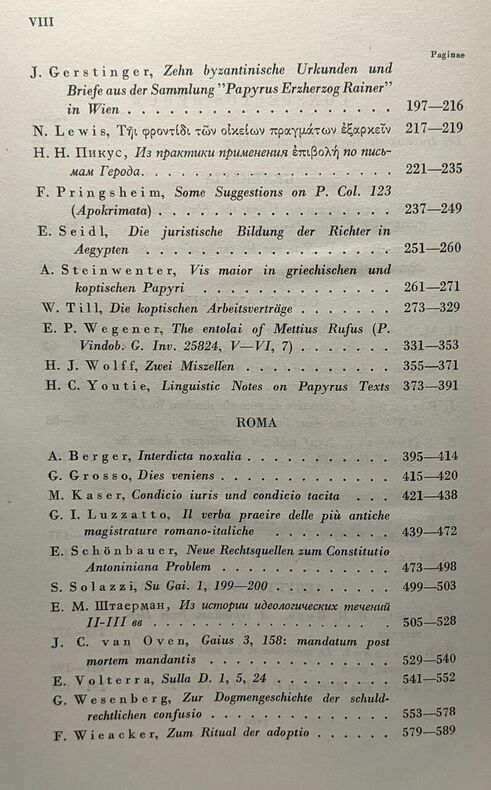 VIII
Paginae
J. Gerstinger, Zehn byzantinische Urkunden und
Briefe aus der Sammlung "Papyrus Erzherzog Rainer"
in Wien . . . . . . . . . . . . . . . . . . 197—216
N. Lewis, Τῆι φροντίδι τῶν οἰκείων πραγμάτων ἐξαρκεῖν 217—219
Н. Н. Пикус, Из практики применения ἐπιβολή по пись-
мам Герода. . . . . . . . . . . . . . . . . 221—235
F. Pringsheim, Some Suggestions on P. Col. 123
(Apokrimata) . . . . . . . . . . . . . . . 237—249
E. Seidl, Die juristische Bildung der Richter in
Aegypten . . . . . . . . . . . . . . . . 251—260
A. Steinwenter, Vis maior in griechischen und
koptischen Papyri . . . . . . . . . . . . . 261—271
W. Till, Die koptischen Arbeitsverträge . . . . . . . 273—329
E. P. Wegener, The entolai of Mettius Rufus (P.
Vindob. G. Inv. 25824, V—VI, 7) . . . . . . . 331—353
H. J. Wolff, Zwei Miszellen . . . . . . . . . . . 355—371
H. C. Youtie, Linguistic Notes on Papyrus Texts 373—391
ROMA
A. Berger, Interdicta noxalia . . . . . . . . . . . 395—414
G. Grosso, Dies veniens . . . . . . . . . . . . . 415—420
M. Kaser, Condicio iuris und condicio tacita . . . 421—438
G. I. Luzzatto, Il verba praeire delle più antiche
magistrature romano-italiche . . . . . . . . 439—472
E. Schönbauer, Neue Rechtsquellen zum Constitutio
Antoniniana Problem . . . . . . . . . . . . 473—498
S. Solazzi, Su Gai. 1, 199—200 . . . . . . . . . 499—503
Е. М. Штаерман, Из истории идеологических течений
II-III вв . . . . . . . . . . . . . . . . . 505—528
J. C. van Oven, Gaius 3, 158: mandatum post
mortem mandantis . . . . . . . . . . . . . 529—540
E. Volterra, Sulla D. 1, 5, 24 . . . . . . . . . . 541—552
G. Wesenberg, Zur Dogmengeschichte der schuld-
rechtlichen confusio . . . . . . . . . . . . 553—578
F. Wieacker, Zum Ritual der adoptio . . . . . . 579—589